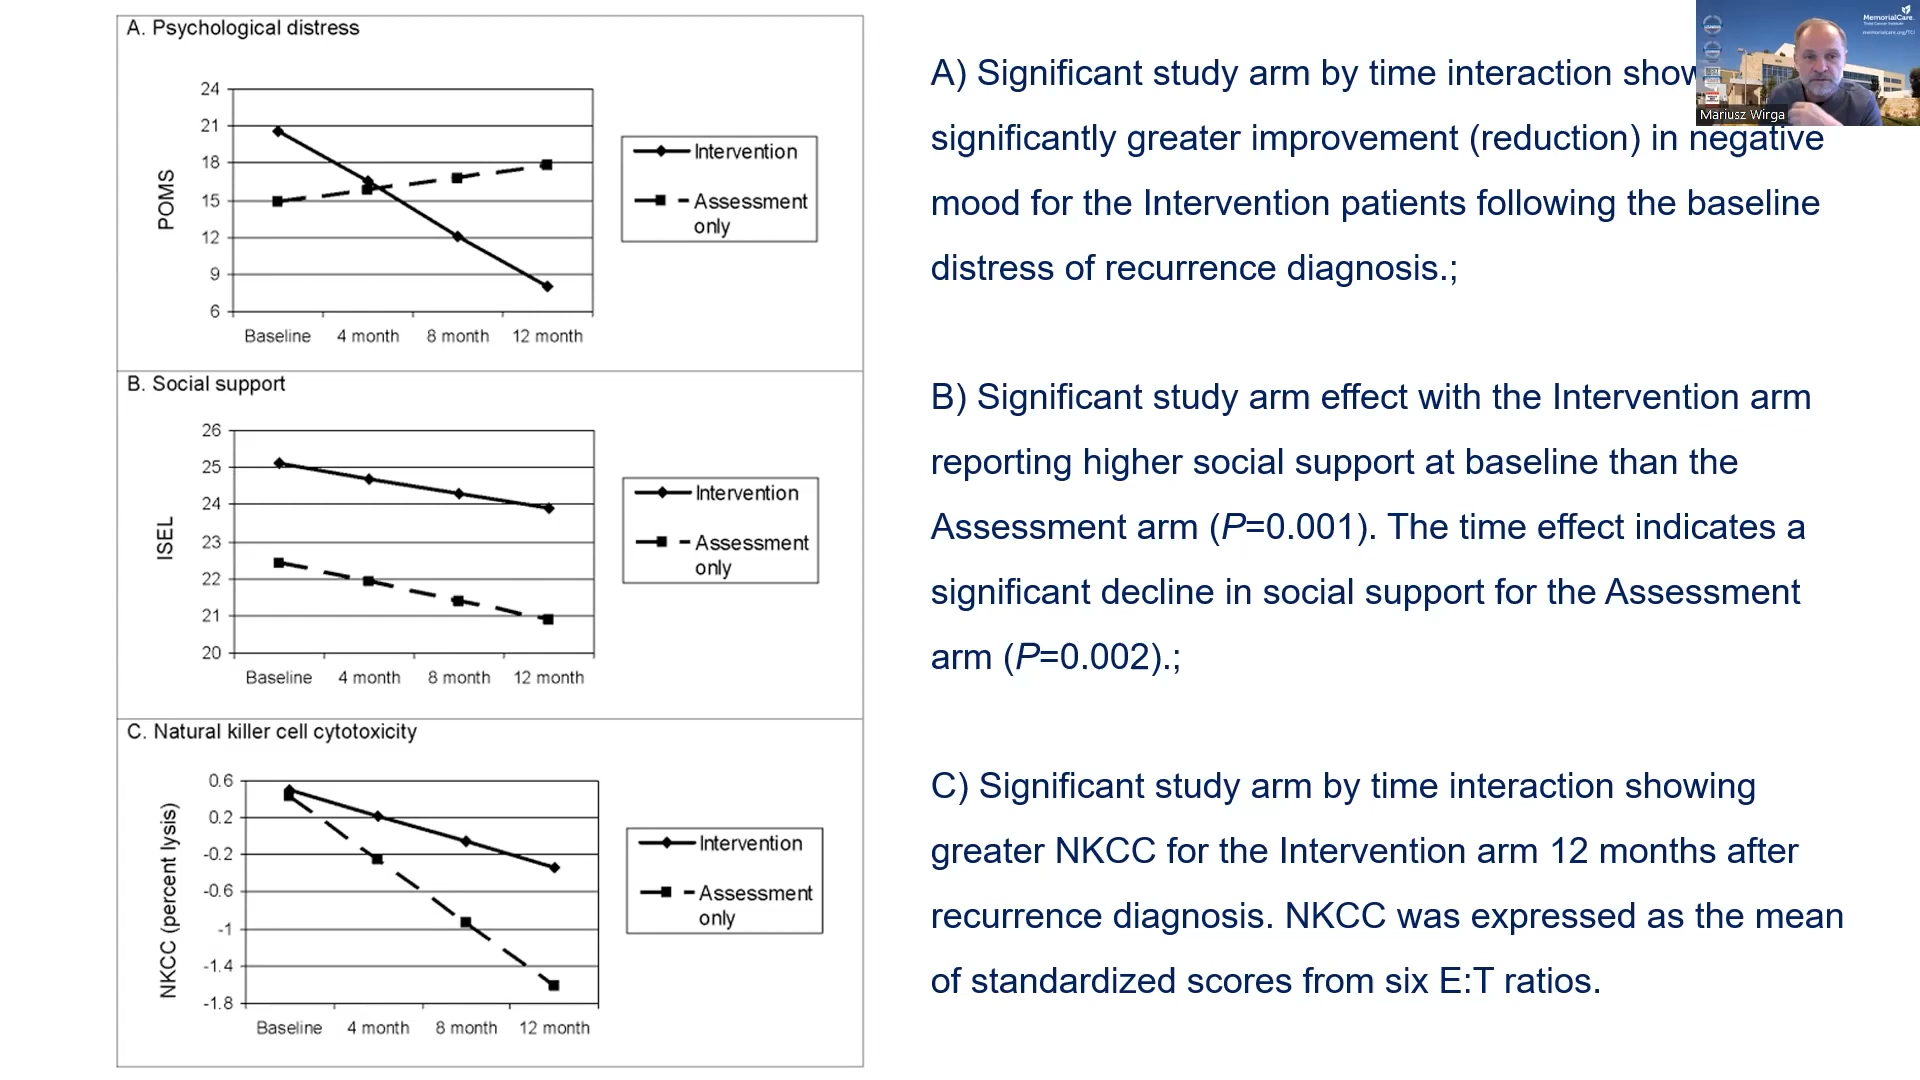 A. Psychological distress
24
21
18
15
12
9
6
POMS
Baseline 4 month 8 month 12 month
Intervention
Assessment
only
B. Social support
26
25
24
23
22
21
20
ISEL
Baseline 4 month 8 month 12 month
Intervention
Assessment
only
C. Natural killer cell cytotoxicity
0.6
0.2
-0.2
-0.6
-1
-1.4
-1.8
NKCC (percent lysis)
Baseline 4 month 8 month 12 month
Intervention
Assessment
only
A) Significant study arm by time interaction show
significantly greater improvement (reduction) in negative
mood for the Intervention patients following the baseline
distress of recurrence diagnosis.;
B) Significant study arm effect with the Intervention arm
reporting higher social support at baseline than the
Assessment arm (P=0.001). The time effect indicates a
significant decline in social support for the Assessment
arm (P=0.002).;
C) Significant study arm by time interaction showing
greater NKCC for the Intervention arm 12 months after
recurrence diagnosis. NKCC was expressed as the mean
of standardized scores from six E:T ratios.
MemorialCare.
Todd Cancer Institute
memorialcare.org/TCI
Mariusz Wirga